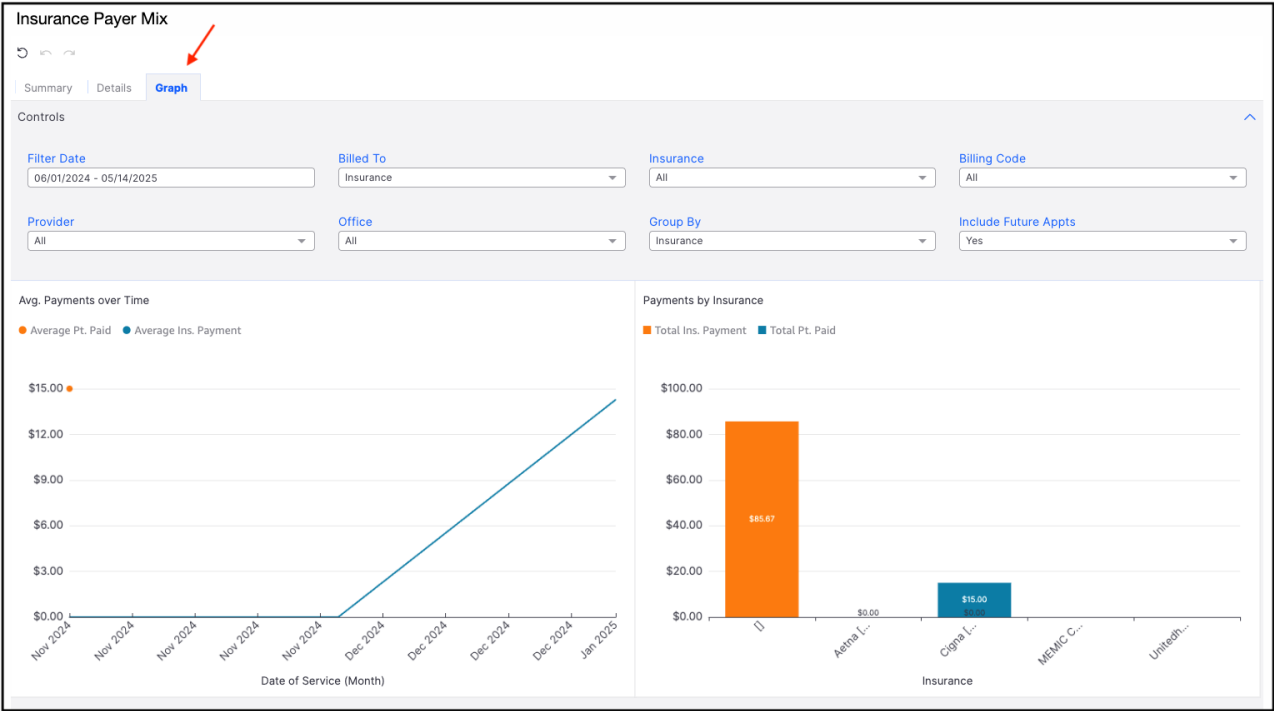 Insurance Payer Mix
Summary Details Graph
Controls
Filter Date Billed To Insurance Billing Code
06/01/2024 - 05/14/2025 Insurance All All
Provider Office Group By Include Future Appts
All All Insurance Yes
Avg. Payments over Time
Average Pt. Paid Average Ins. Payment
$15.00
$12.00
$9.00
$6.00
$3.00
$0.00
Nov 2024 Nov 2024 Nov 2024 Nov 2024 Nov 2024 Dec 2024 Dec 2024 Dec 2024 Dec 2024 Jan 2025
Date of Service (Month)
Payments by Insurance
Total Ins. Payment Total Pt. Paid
$100.00
$80.00
$60.00
$40.00
$20.00
$0.00
$85.67
$0.00
$15.00
$0.00
[] Aetna [... Cigna [... MEMIC C... Unitedh...
Insurance